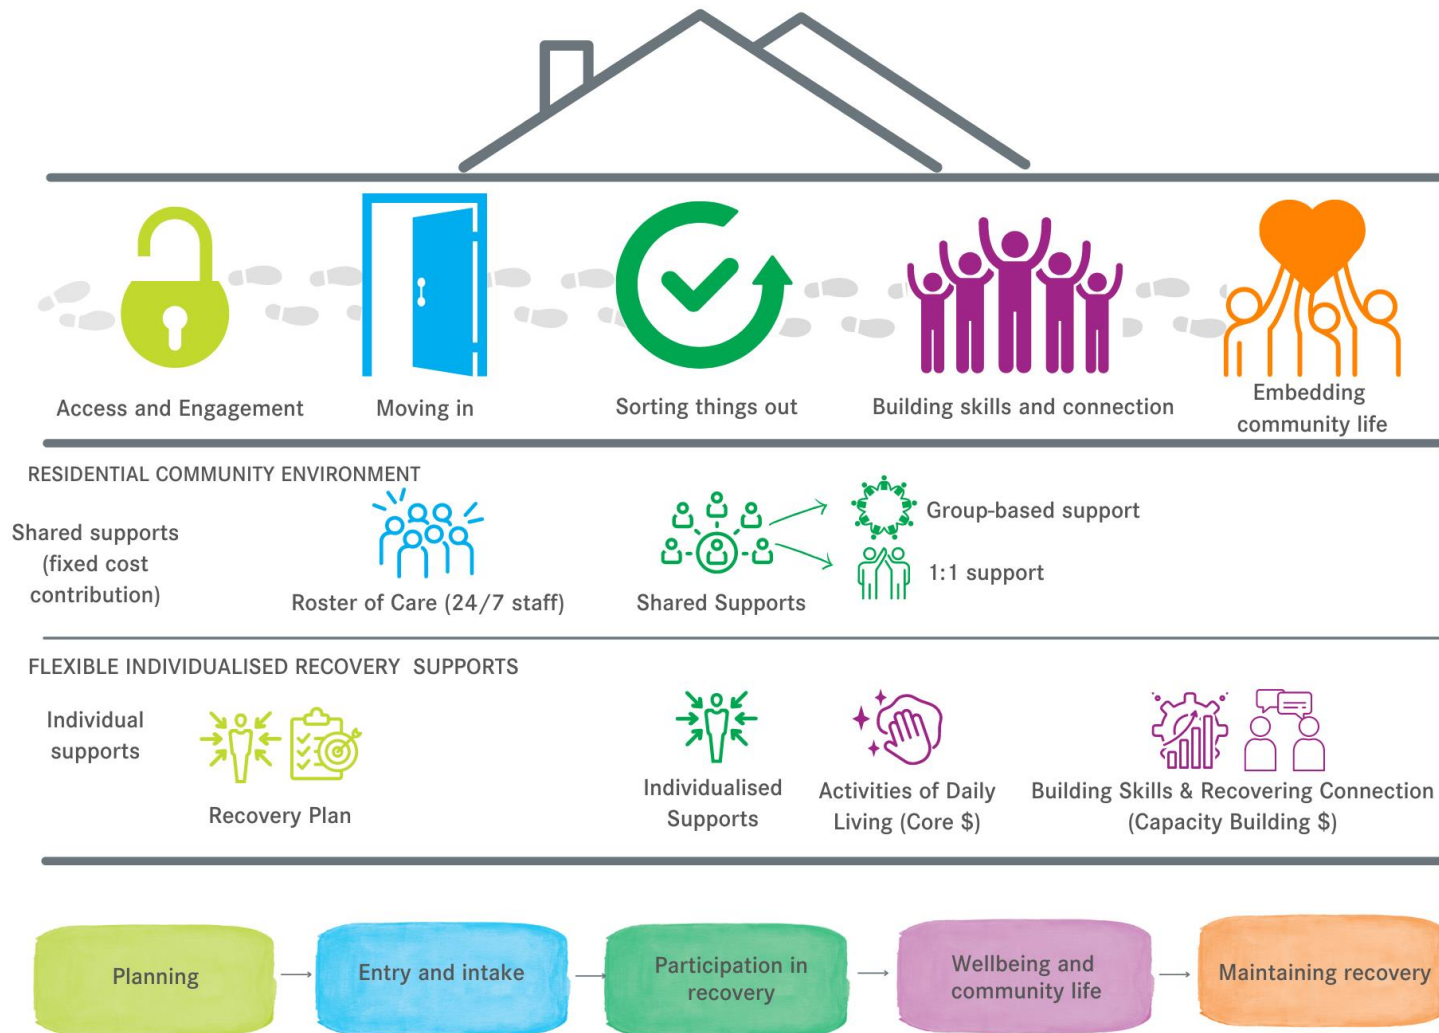 Access and Engagement
Moving in
Sorting things out
Building skills and connection
Embedding
community life
RESIDENTIAL COMMUNITY ENVIRONMENT
Shared supports
(fixed cost
contribution)
Roster of Care (24/7 staff)
Shared Supports
Group-based support
1:1 support
FLEXIBLE INDIVIDUALISED RECOVERY  SUPPORTS
Individual
supports
Recovery Plan
Individualised
Supports
Activities of Daily
Living (Core $)
Building Skills & Recovering Connection
(Capacity Building $)
Planning
Entry and intake
Participation in
recovery
Wellbeing and
community life
Maintaining recovery